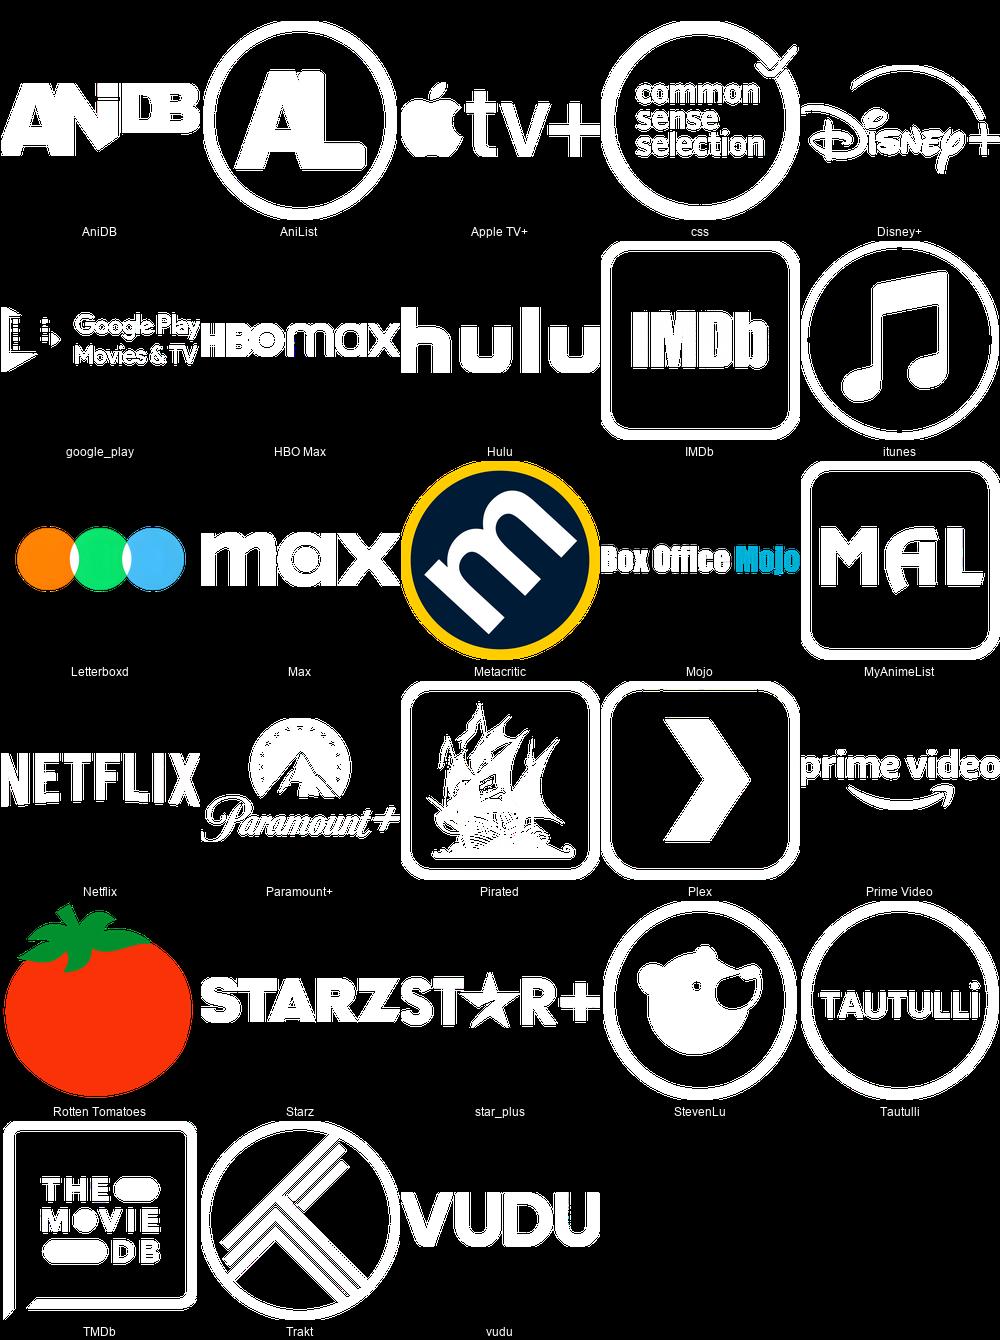 ANiDB
AL
tv+
common
sense
selection
Disney+
AniDB
AniList
Apple TV+
css
Disney+
Google Play
Movies & TV
HBOmax
hulu
IMDb
google_play
HBO Max
Hulu
IMDb
itunes
max
m
Box Office Mojo
MAL
Letterboxd
Max
Metacritic
Mojo
MyAnimeList
NETFLIX
Paramount+
prime video
Netflix
Paramount+
Pirated
Plex
Prime Video
STARZ
ST★R+
TAUTULLi
Rotten Tomatoes
Starz
star_plus
StevenLu
Tautulli
THE
MOVIE
DB
VUDU
TMDb
Trakt
vudu